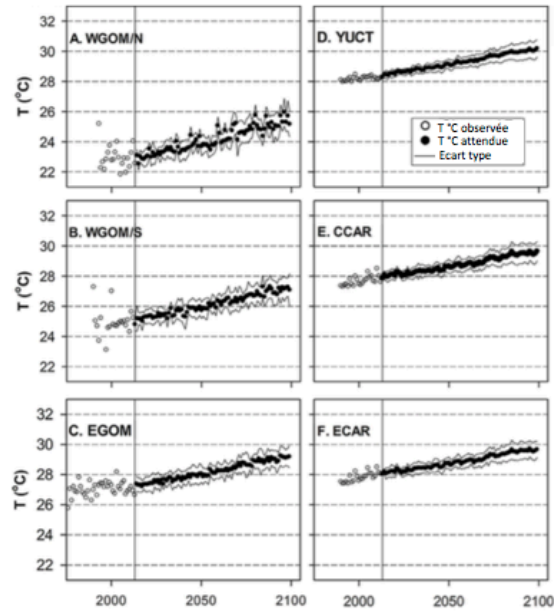 A. WGOM/N
D. YUCT
T (°C)
32
30
28
26
24
22
○ T °C observée
● T °C attendue
— Ecart type
B. WGOM/S
E. CCAR
T (°C)
32
30
28
26
24
22
C. EGOM
F. ECAR
T (°C)
32
30
28
26
24
22
2000 2050 2100 2000 2050 2100